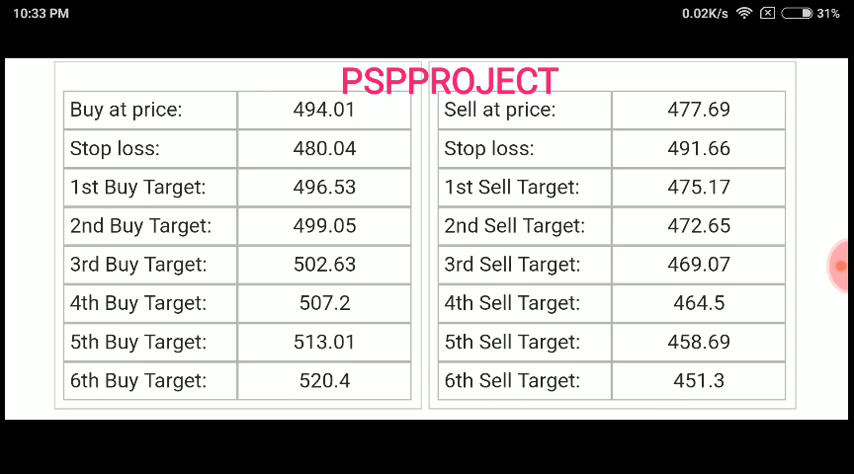 10:33 PM 0.02K/s 31%
PSPPROJECT
Buy at price: 494.01 Sell at price: 477.69
Stop loss: 480.04 Stop loss: 491.66
1st Buy Target: 496.53 1st Sell Target: 475.17
2nd Buy Target: 499.05 2nd Sell Target: 472.65
3rd Buy Target: 502.63 3rd Sell Target: 469.07
4th Buy Target: 507.2 4th Sell Target: 464.5
5th Buy Target: 513.01 5th Sell Target: 458.69
6th Buy Target: 520.4 6th Sell Target: 451.3